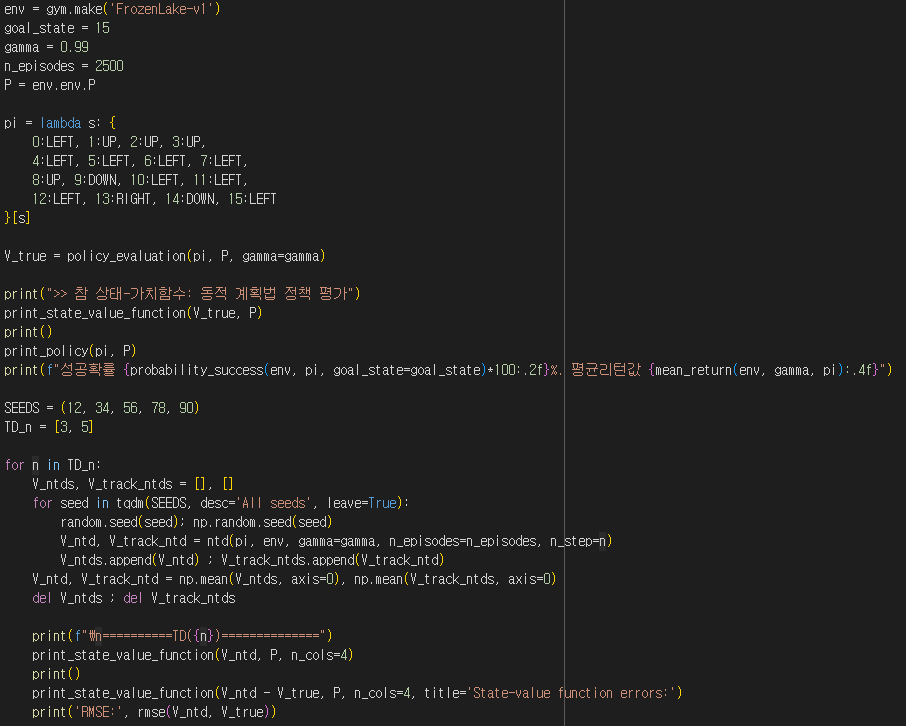 env = gym.make('FrozenLake-v1')
goal_state = 15
gamma = 0.99
n_episodes = 2500
P = env.env.P
pi = lambda s: {
0:LEFT, 1:UP, 2:UP, 3:UP,
4:LEFT, 5:LEFT, 6:LEFT, 7:LEFT,
8:UP, 9:DOWN, 10:LEFT, 11:LEFT,
12:LEFT, 13:RIGHT, 14:DOWN, 15:LEFT
}[s]
V_true = policy_evaluation(pi, P, gamma=gamma)
print(">> 참 상태-가치함수: 동적 계획법 정책 평가")
print_state_value_function(V_true, P)
print()
print_policy(pi, P)
print(f"성공확률 {probability_success(env, pi, goal_state=goal_state)*100:.2f}%. 평균리턴값 {mean_return(env, gamma, pi):.4f}")
SEEDS = (12, 34, 56, 78, 90)
TD_n = [3, 5]
for n in TD_n:
V_ntds, V_track_ntds = [], []
for seed in tqdm(SEEDS, desc='All seeds', leave=True):
random.seed(seed); np.random.seed(seed)
V_ntd, V_track_ntd = ntd(pi, env, gamma=gamma, n_episodes=n_episodes, n_step=n)
V_ntds.append(V_ntd) ; V_track_ntds.append(V_track_ntd)
V_ntd, V_track_ntd = np.mean(V_ntds, axis=0), np.mean(V_track_ntds, axis=0)
del V_ntds ; del V_track_ntds
print(f"₩n==========TD({n})==============")
print_state_value_function(V_ntd, P, n_cols=4)
print()
print_state_value_function(V_ntd - V_true, P, n_cols=4, title='State-value function errors:')
print('RMSE:', rmse(V_ntd, V_true))